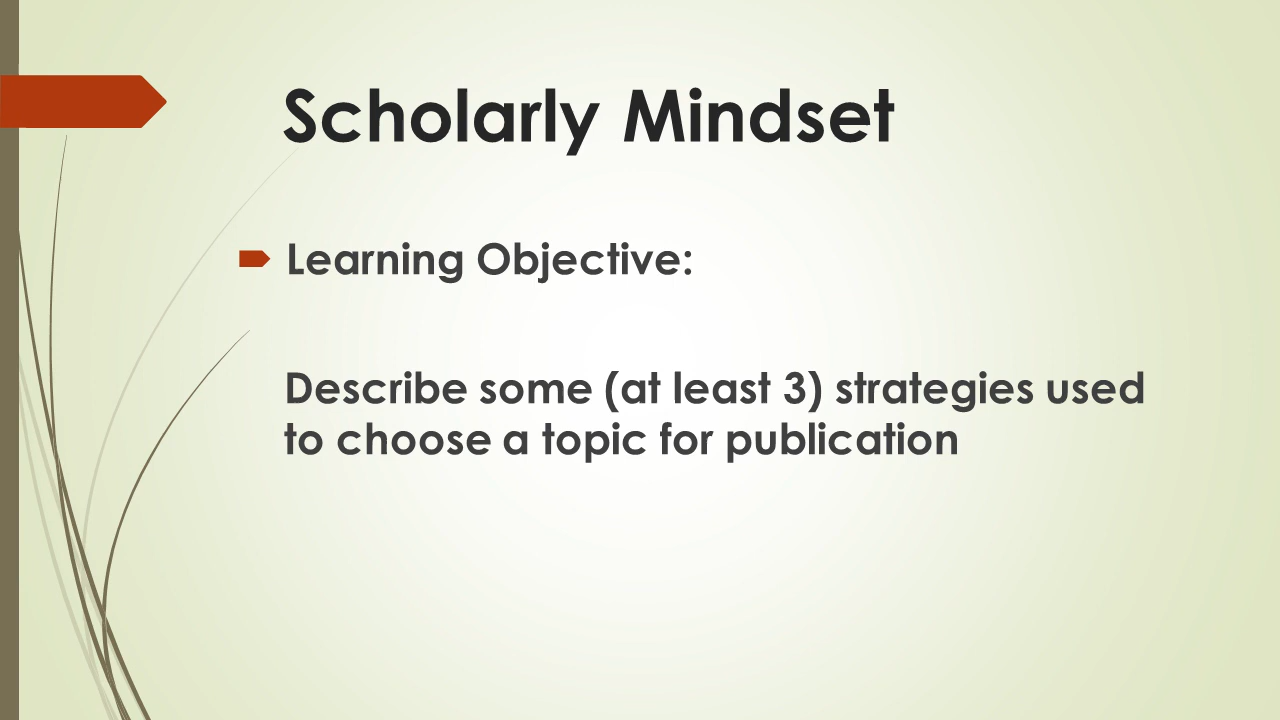 Scholarly Mindset
Learning Objective:
Describe some (at least 3) strategies used
to choose a topic for publication